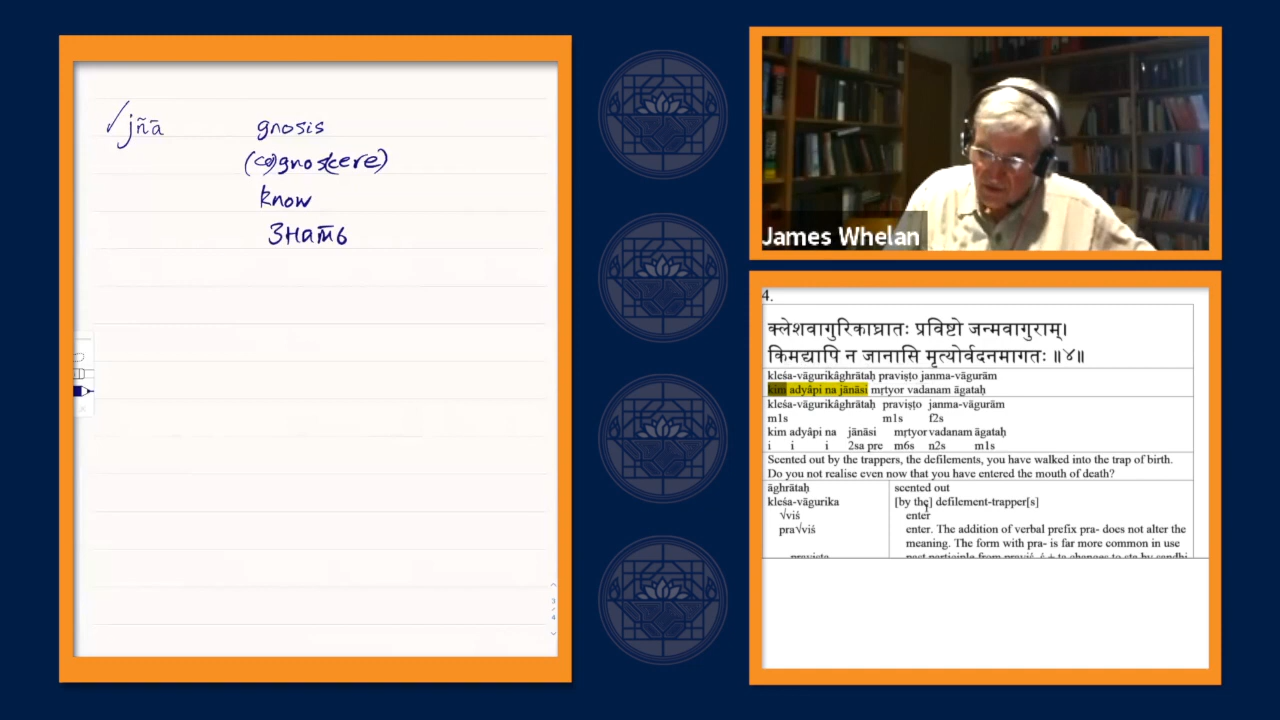 √jñā gnosis
(co)gnoscere)
know
знать
James Whelan
4.
क्लेशवागुरिकाघ्रातः प्रविष्टो जन्मवागुराम्।
किमद्यापि न जानासि मृत्योर्वदनमागतः ॥४॥
kleśa-vāgurikâghrātaḥ praviṣṭo janma-vāgurām
kim adyâpi na jānāsi mṛtyor vadanam āgataḥ
kleśa-vāgurikâghrātaḥ praviṣṭo janma-vāgurām
m1s m1s f2s
kim adyâpi na jānāsi mṛtyor vadanam āgataḥ
i i i 2sa pre m6s n2s m1s
Scented out by the trappers, the defilements, you have walked into the trap of birth.
Do you not realise even now that you have entered the mouth of death?
āghrātaḥ scented out
kleśa-vāgurika [by the] defilement-trapper[s]
√viś enter
pra√viś enter. The addition of verbal prefix pra- does not alter the
meaning. The form with pra- is far more common in use